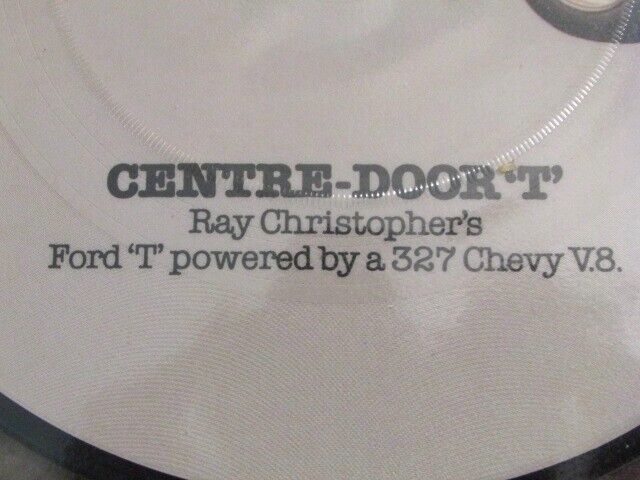 CENTRE-DOOR 'T'
Ray Christopher's
Ford 'T' powered by a 327 Chevy V.8.